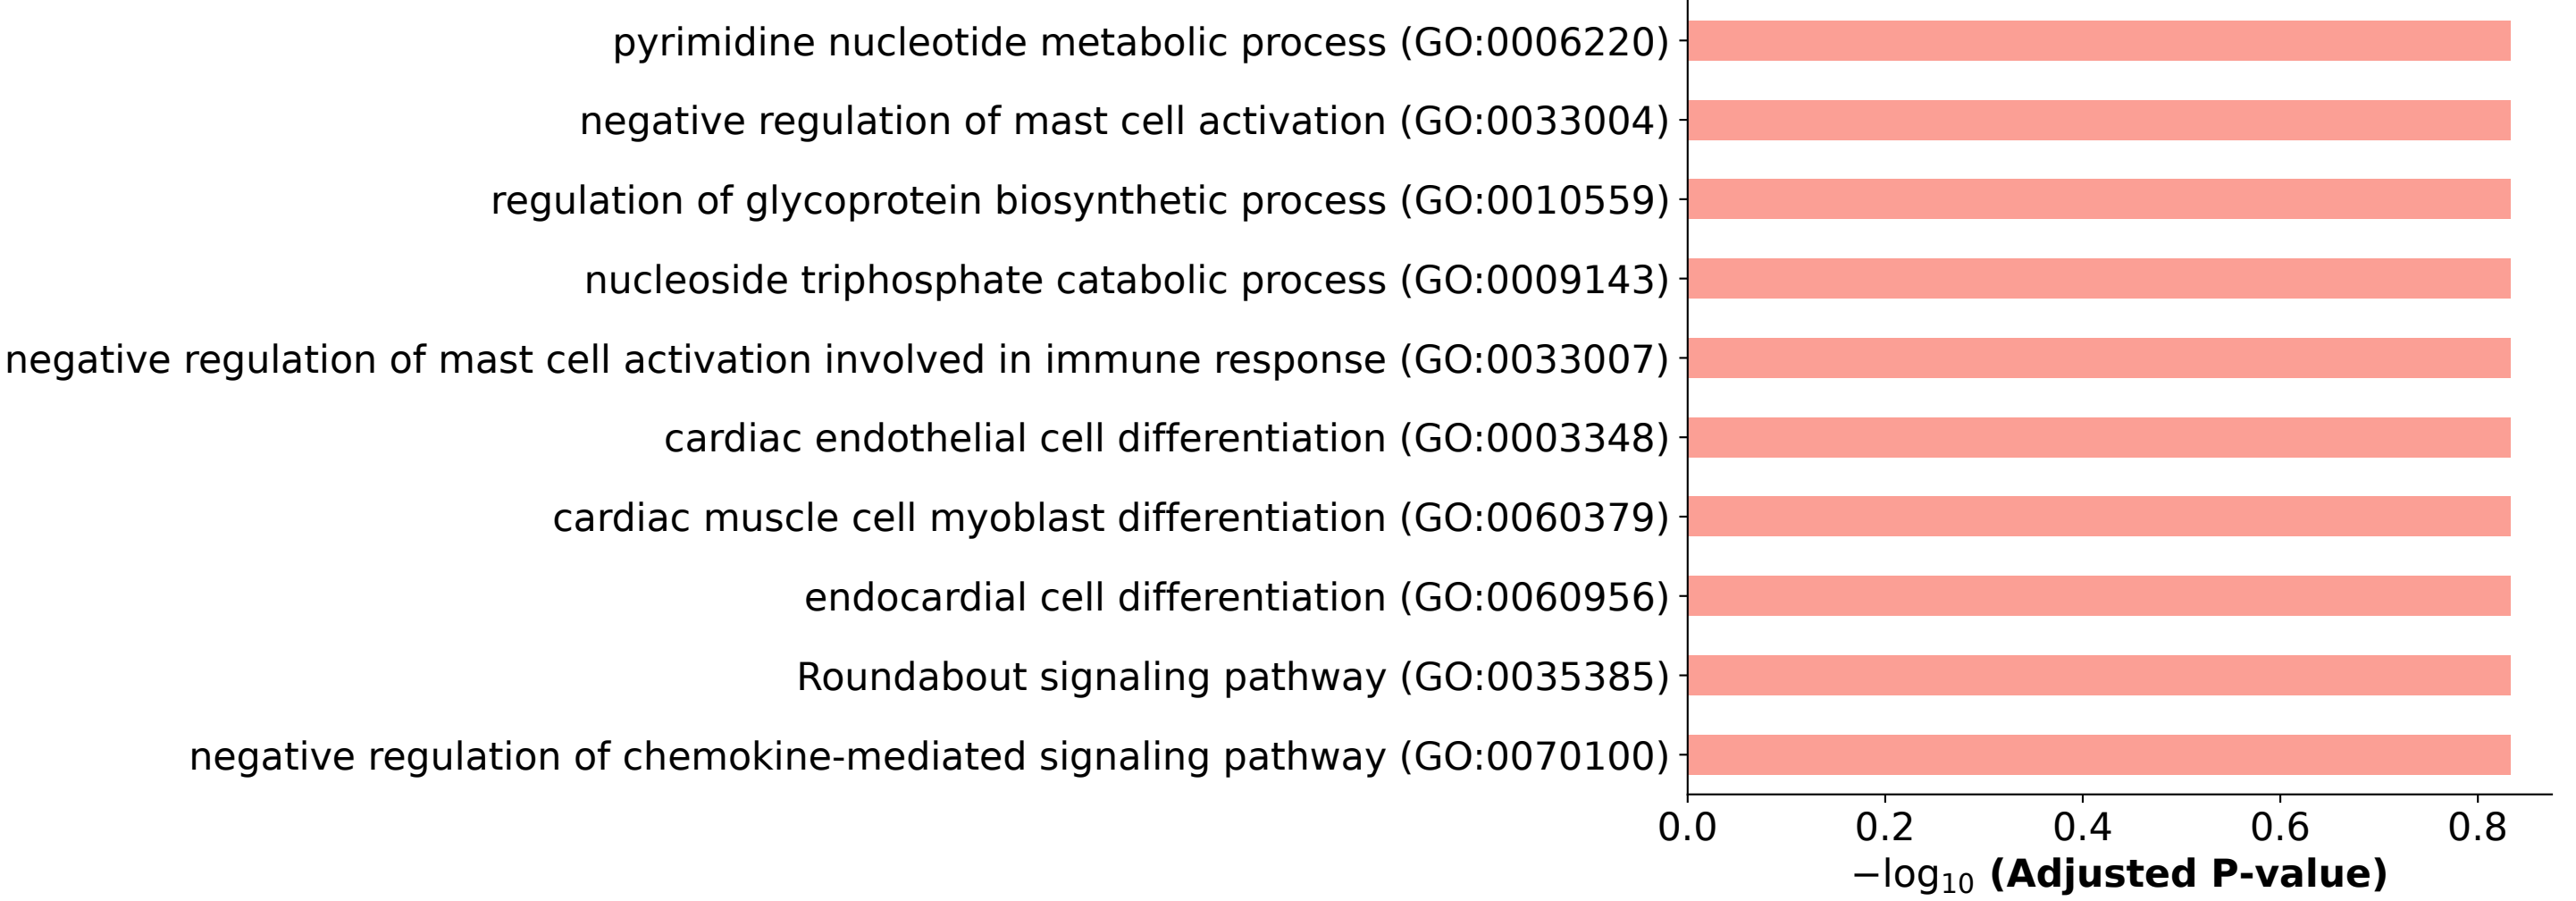 pyrimidine nucleotide metabolic process (GO:0006220)
negative regulation of mast cell activation (GO:0033004)
regulation of glycoprotein biosynthetic process (GO:0010559)
nucleoside triphosphate catabolic process (GO:0009143)
negative regulation of mast cell activation involved in immune response (GO:0033007)
cardiac endothelial cell differentiation (GO:0003348)
cardiac muscle cell myoblast differentiation (GO:0060379)
endocardial cell differentiation (GO:0060956)
Roundabout signaling pathway (GO:0035385)
negative regulation of chemokine-mediated signaling pathway (GO:0070100)
0.0 0.2 0.4 0.6 0.8
−log₁₀ (Adjusted P-value)